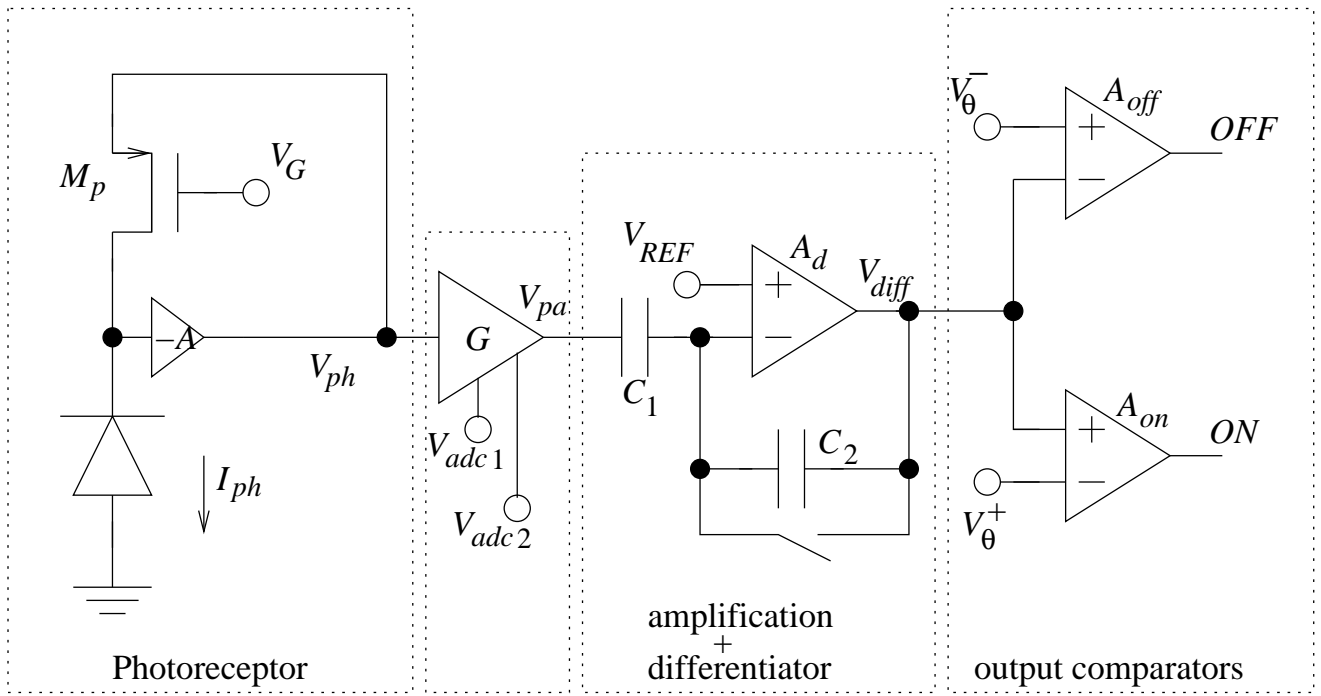 M_p
V_G
-A
V_ph
I_ph
Photoreceptor
G
V_pa
V_adc1
V_adc2
V_REF
+
−
A_d
V_diff
C_1
C_2
amplification
+
differentiator
V_θ^−
+
−
A_off
OFF
A_on
+
−
ON
V_θ^+
output comparators